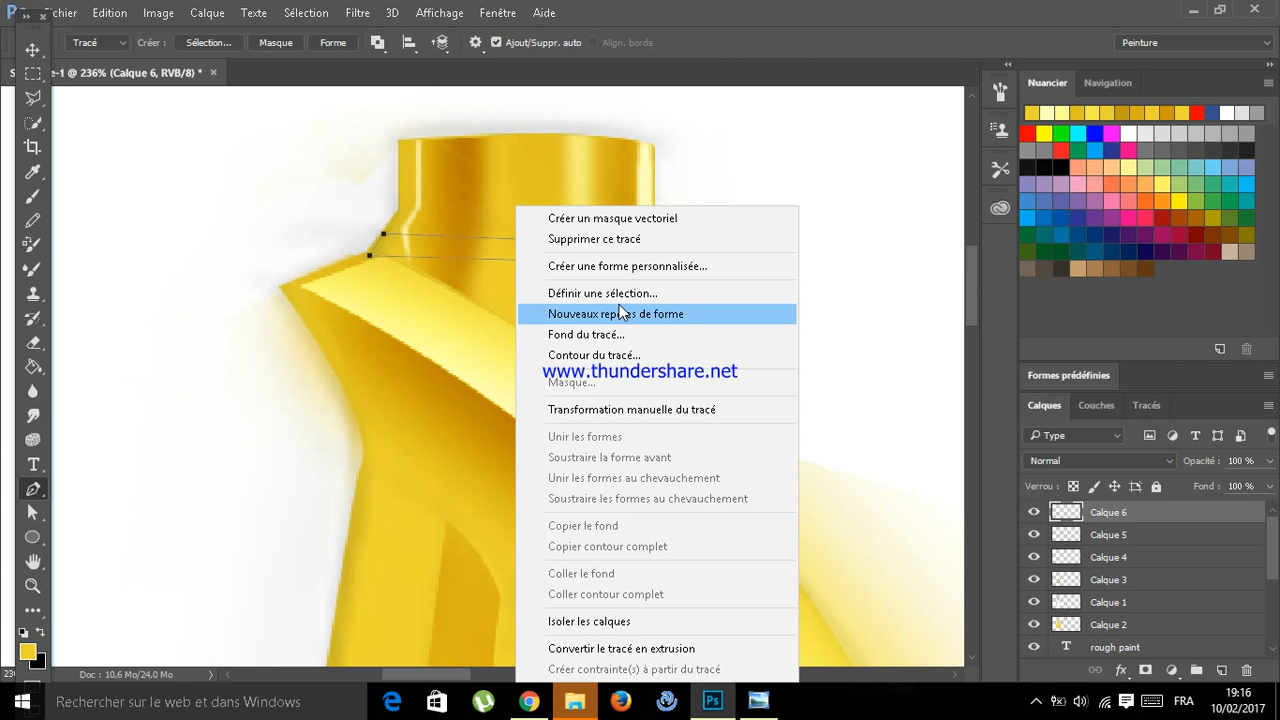 Fichier Edition Image Calque Texte Sélection Filtre 3D Affichage Fenêtre Aide
Tracé Créer : Sélection... Masque Forme Ajout/Suppr. auto Align. bords Peinture
e-1 @ 236% (Calque 6, RVB/8) *
Nuancier Navigation
Créer un masque vectoriel
Supprimer ce tracé
Créer une forme personnalisée...
Définir une sélection...
Nouveaux repères de forme
Fond du tracé...
Contour du tracé...
www.thundershare.net
Masque...
Transformation manuelle du tracé
Unir les formes
Soustraire la forme avant
Unir les formes au chevauchement
Soustraire les formes au chevauchement
Copier le fond
Copier contour complet
Coller le fond
Coller contour complet
Isoler les calques
Convertir le tracé en extrusion
Créer contrainte(s) à partir du tracé
Formes prédéfinies
Calques Couches Tracés
Type
Normal Opacité : 100 %
Verrou : Fond : 100 %
Calque 6
Calque 5
Calque 4
Calque 3
Calque 1
Calque 2
T rough paint
Doc : 10,6 Mo/24,0 Mo
Rechercher sur le web et dans Windows
Ps
FRA
19:16
10/02/2017